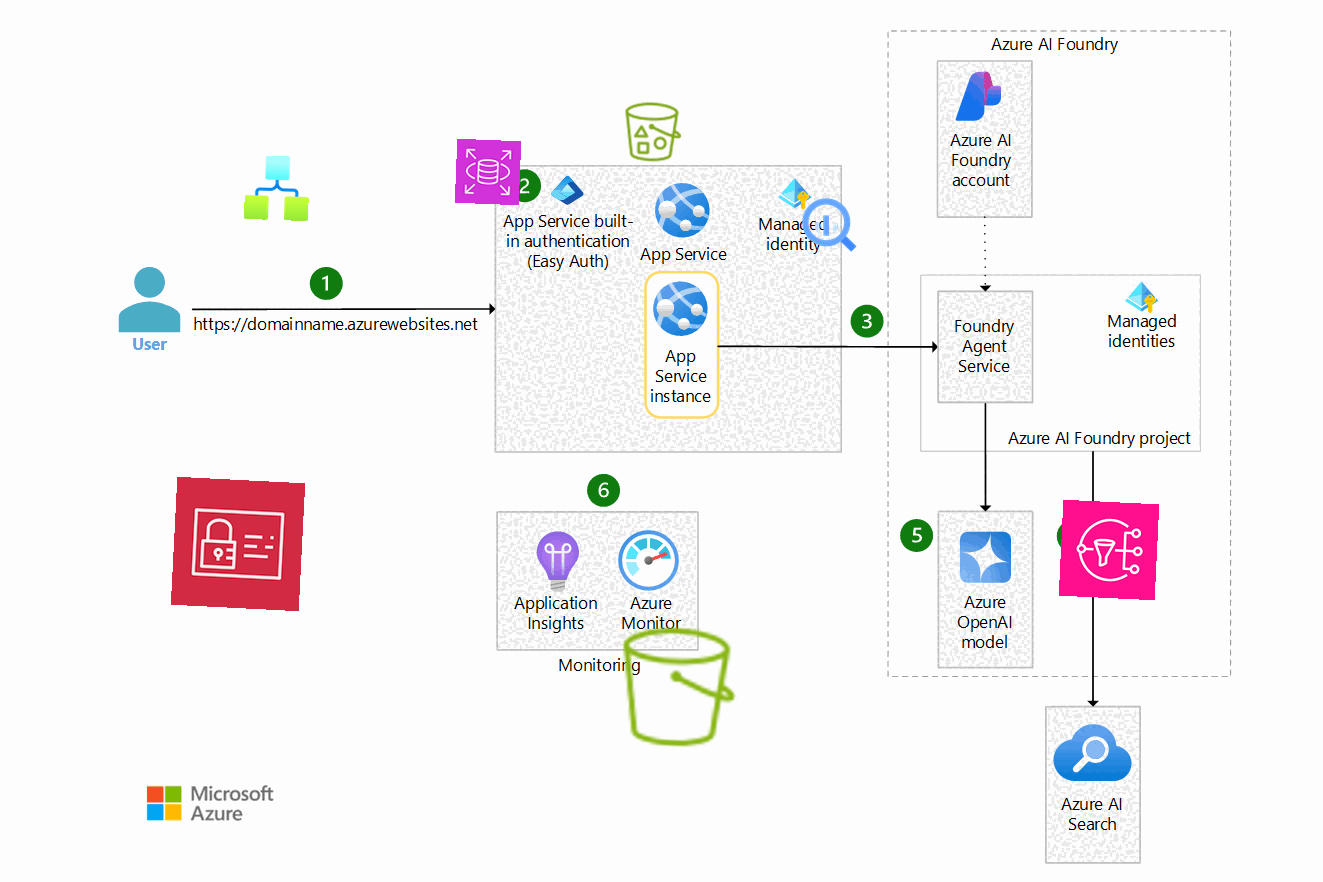 Azure AI Foundry
Azure AI
Foundry
account
2
App Service built-
in authentication
(Easy Auth)
App Service
Managed
identity
1
https://domainname.azurewebsites.net
User
App
Service
instance
3
Foundry
Agent
Service
Managed
identities
Azure AI Foundry project
6
Application
Insights
Azure
Monitor
Monitoring
5
Azure
OpenAI
model
Azure AI
Search
Microsoft
Azure